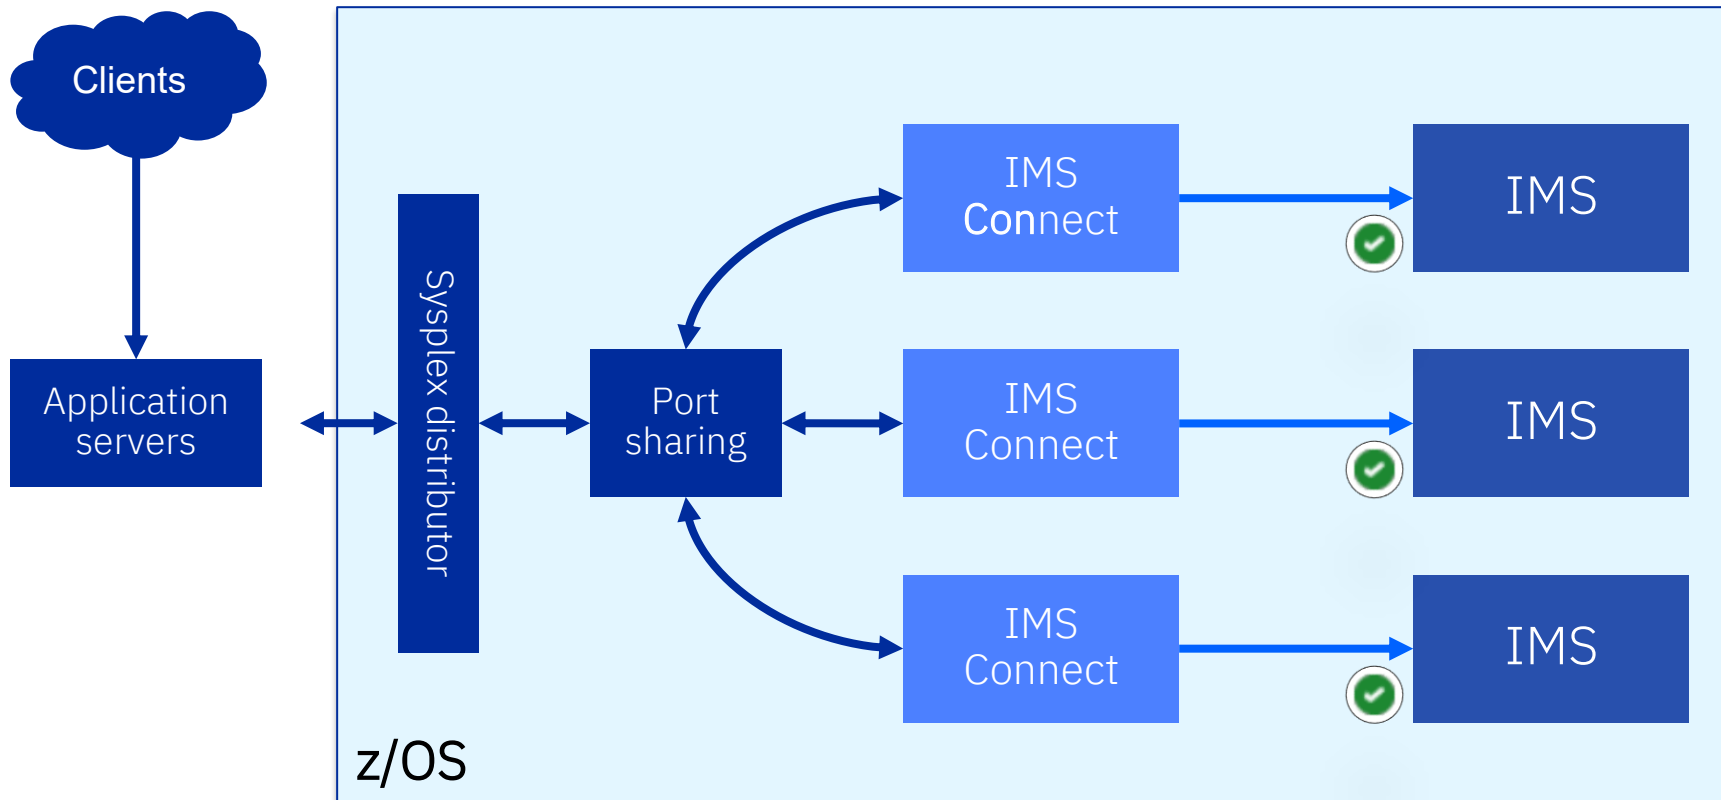 Clients
Application
servers
Sysplex distributor
Port
sharing
IMS
Connect
IMS
IMS
Connect
IMS
IMS
Connect
IMS
z/OS